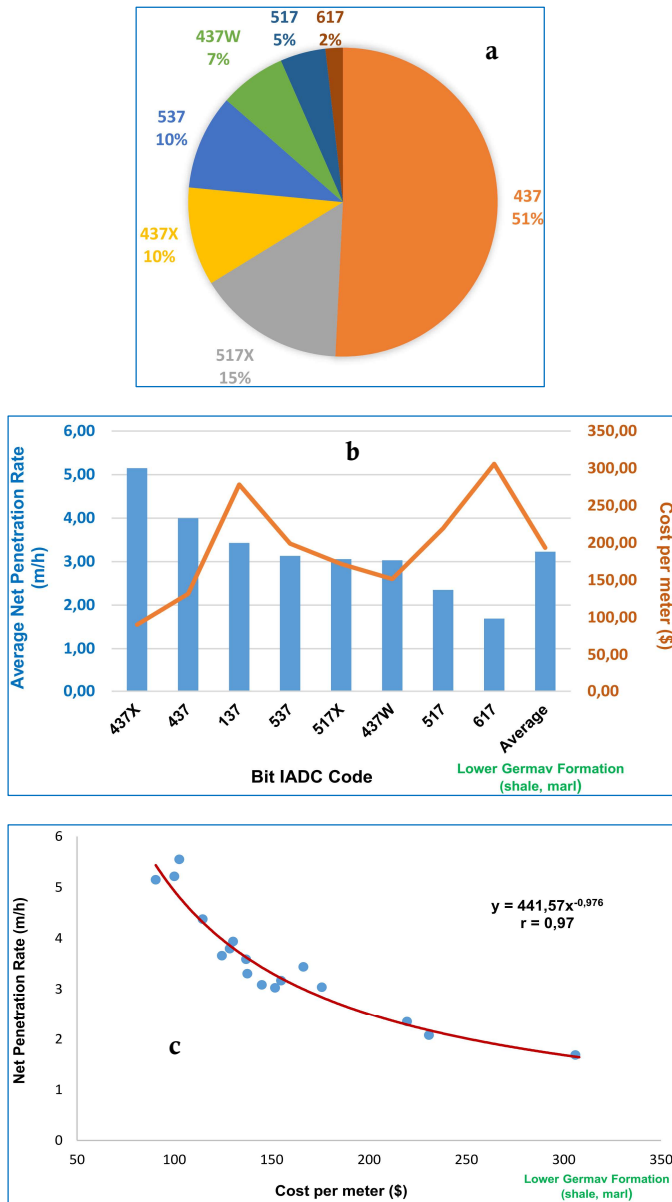 517
5%
617
2%
437W
7%
a
537
10%
437
51%
437X
10%
517X
15%
Average Net Penetration Rate
(m/h)
6,00
5,00
4,00
3,00
2,00
1,00
0,00
b
350,00
300,00
250,00
200,00
150,00
100,00
50,00
0,00
Cost per meter ($)
437X
437
137
537
517X
437W
517
617
Average
Bit IADC Code
Lower Germav Formation
(shale, marl)
Net Penetration Rate (m/h)
6
5
4
3
2
1
0
y = 441,57x^-0,976
r = 0,97
c
50
100
150
200
250
300
350
Cost per meter ($)
Lower Germav Formation
(shale, marl)